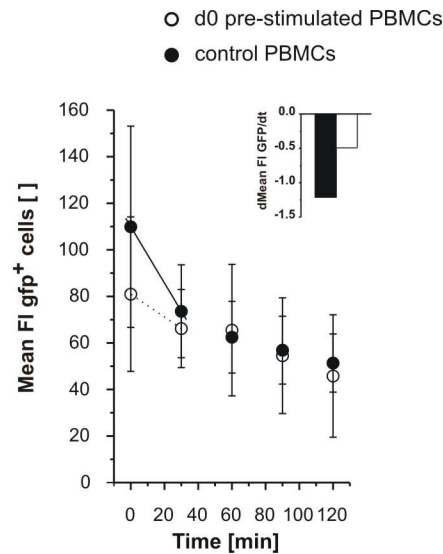 d0 pre-stimulated PBMCs
control PBMCs
160
140
120
100
80
60
40
20
0
Mean FI gfp+ cells [ ]
0.0
-0.5
-1.0
-1.5
dMean FI GFP/dt
0 20 40 60 80 100 120
Time [min]